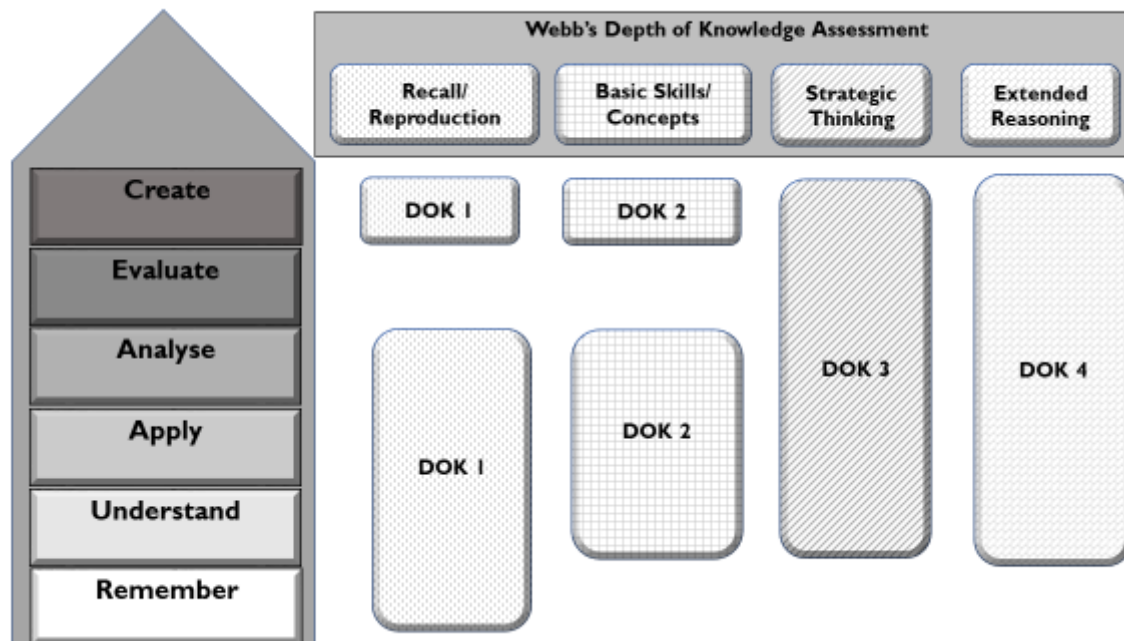 Webb's Depth of Knowledge Assessment
Recall/
Reproduction
Basic Skills/
Concepts
Strategic
Thinking
Extended
Reasoning
Create
DOK 1
DOK 2
Evaluate
Analyse
DOK 3
DOK 4
Apply
DOK 2
DOK 1
Understand
Remember